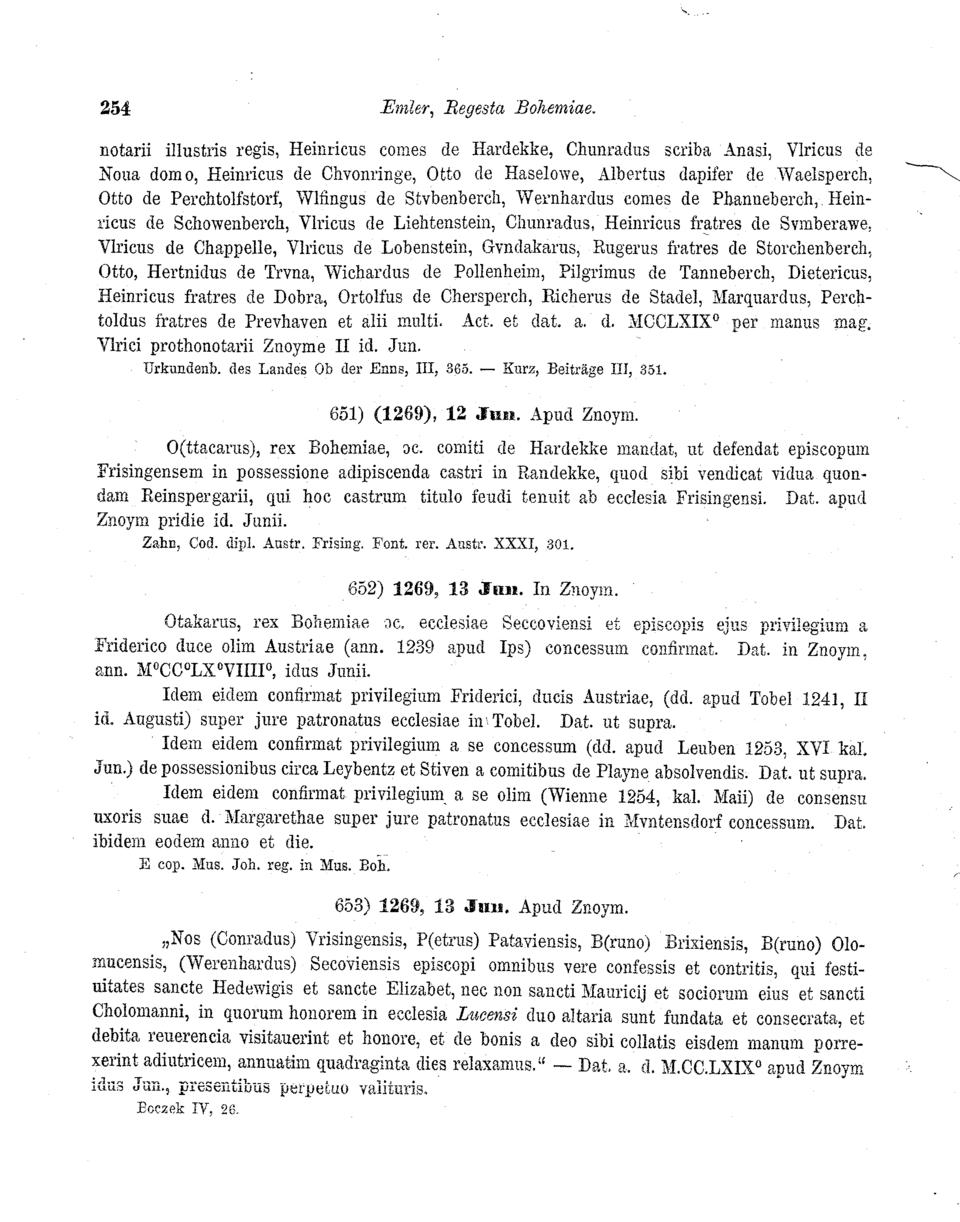 254 Emler, Regesta Bohemiae.
notarii illustris regis, Heinricus comes de Hardekke, Chunradus scriba Anasi, Vlricus de
Noua domo, Heinricus de Chvonringe, Otto de Haselowe, Albertus dapifer de Waelsperch,
Otto de Perchtolfstorf, Wlfingus de Stvbenberch, Wernhardus comes de Phanneberch, Hein-
ricus de Schowenberch, Vlricus de Liehtenstein, Chunradus, Heinricus fratres de Svmberawe,
Vlricus de Chappelle, Vlricus de Lobenstein, Gvndakarus, Rugerus fratres de Storchenberch,
Otto, Hertnidus de Trvna, Wichardus de Pollenheim, Pilgrimus de Tanneberch, Dietericus,
Heinricus fratres de Dobra, Ortolfus de Chersperch, Richerus de Stadel, Marquardus, Perch-
toldus fratres de Prevhaven et alii multi. Act. et dat. a. d. MCCLXIX⁰ per manus mag.
Vlrici prothonotarii Znoyme II id. Jun.
Urkundenb. des Landes Ob der Enns, III, 365. — Kurz, Beiträge III, 351.
651) (1269), 12 Jun. Apud Znoym.
O(ttacarus), rex Bohemiae, ɔc. comiti de Hardekke mandat, ut defendat episcopum
Frisingensem in possessione adipiscenda castri in Randekke, quod sibi vendicat vidua quon-
dam Reinspergarii, qui hoc castrum titulo feudi tenuit ab ecclesia Frisingensi. Dat. apud
Znoym pridie id. Junii.
Zahn, Cod. dipl. Austr. Frising. Font. rer. Austr. XXXI, 301.
652) 1269, 13 Jun. In Znoym.
Otakarus, rex Bohemiae ɔc. ecclesiae Seccoviensi et episcopis ejus privilegium a
Friderico duce olim Austriae (ann. 1239 apud Ips) concessum confirmat. Dat. in Znoym,
ann. M⁰CC⁰LX⁰VIIII⁰, idus Junii.
Idem eidem confirmat privilegium Friderici, ducis Austriae, (dd. apud Tobel 1241, II
id. Augusti) super jure patronatus ecclesiae in Tobel. Dat. ut supra.
Idem eidem confirmat privilegium a se concessum (dd. apud Leuben 1253, XVI kal.
Jun.) de possessionibus circa Leybentz et Stiven a comitibus de Playne absolvendis. Dat. ut supra.
Idem eidem confirmat privilegium a se olim (Wienne 1254, kal. Maii) de consensu
uxoris suae d. Margarethae super jure patronatus ecclesiae in Mvntensdorf concessum. Dat.
ibidem eodem anno et die.
E cop. Mus. Joh. reg. in Mus. Boh.
653) 1269, 13 Jun. Apud Znoym.
„Nos (Conradus) Vrisingensis, P(etrus) Pataviensis, B(runo) Brixiensis, B(runo) Olo-
mucensis, (Werenhardus) Secoviensis episcopi omnibus vere confessis et contritis, qui festi-
uitates sancte Hedewigis et sancte Elizabet, nec non sancti Mauricij et sociorum eius et sancti
Cholomanni, in quorum honorem in ecclesia Lucensi duo altaria sunt fundata et consecrata, et
debita reuerencia visitauerint et honore, et de bonis a deo sibi collatis eisdem manum porre-
xerint adiutricem, annuatim quadraginta dies relaxamus.“ — Dat. a. d. M.CC.LXIX⁰ apud Znoym
idus Jun., presentibus perpetuo valituris.
Boczek IV, 26.